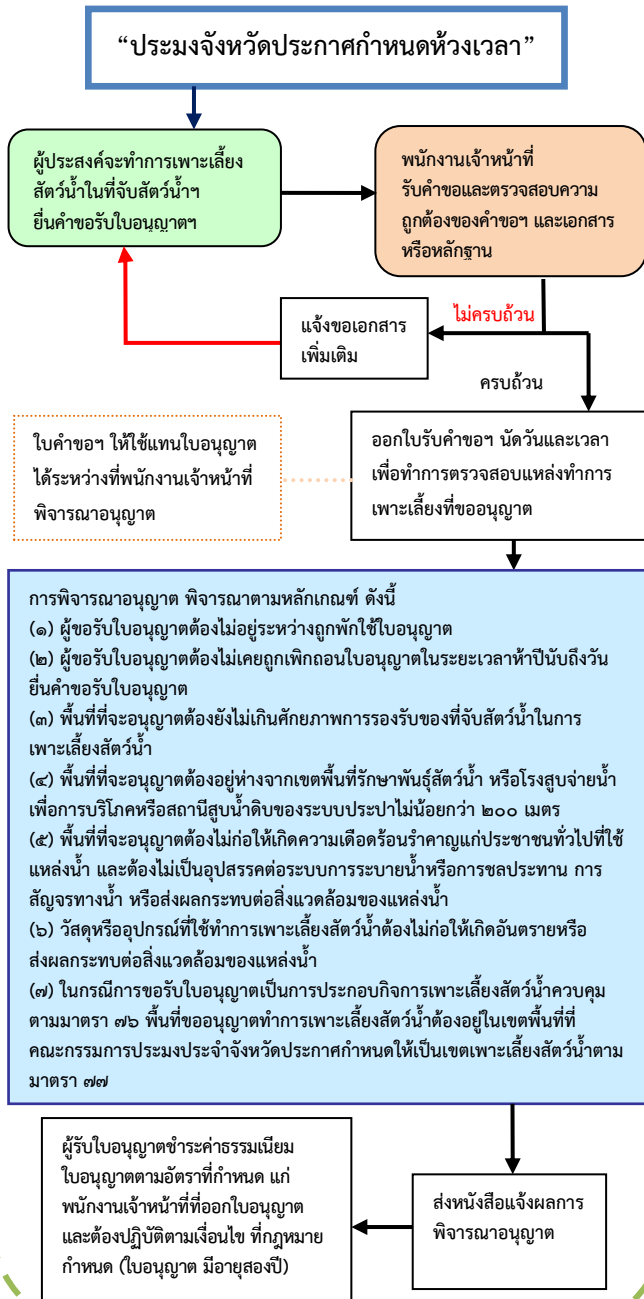 “ประมงจังหวัดประกาศกำหนดห้วงเวลา”
ผู้ประสงค์จะทำการเพาะเลี้ยง
สัตว์น้ำในที่จับสัตว์น้ำฯ
ยื่นคำขอรับใบอนุญาตฯ
พนักงานเจ้าหน้าที่
รับคำขอและตรวจสอบความ
ถูกต้องของคำขอฯ และเอกสาร
หรือหลักฐาน
ไม่ครบถ้วน
แจ้งขอเอกสาร
เพิ่มเติม
ครบถ้วน
ใบคำขอฯ ให้ใช้แทนใบอนุญาต
ได้ระหว่างที่พนักงานเจ้าหน้าที่
พิจารณาอนุญาต
ออกใบรับคำขอฯ นัดวันและเวลา
เพื่อทำการตรวจสอบแหล่งทำการ
เพาะเลี้ยงที่ขออนุญาต
การพิจารณาอนุญาต พิจารณาตามหลักเกณฑ์ ดังนี้
(๑) ผู้ขอรับใบอนุญาตต้องไม่อยู่ระหว่างถูกพักใช้ใบอนุญาต
(๒) ผู้ขอรับใบอนุญาตต้องไม่เคยถูกเพิกถอนใบอนุญาตในระยะเวลาห้าปีนับถึงวัน
ยื่นคำขอรับใบอนุญาต
(๓) พื้นที่ที่จะอนุญาตต้องยังไม่เกินศักยภาพการรองรับของที่จับสัตว์น้ำในการ
เพาะเลี้ยงสัตว์น้ำ
(๔) พื้นที่ที่จะอนุญาตต้องอยู่ห่างจากเขตพื้นที่รักษาพันธุ์สัตว์น้ำ หรือโรงสูบจ่ายน้ำ
เพื่อการบริโภคหรือสถานีสูบน้ำดิบของระบบประปาไม่น้อยกว่า ๒๐๐ เมตร
(๕) พื้นที่ที่จะอนุญาตต้องไม่ก่อให้เกิดความเดือดร้อนรำคาญแก่ประชาชนทั่วไปที่ใช้
แหล่งน้ำ และต้องไม่เป็นอุปสรรคต่อระบบการระบายน้ำหรือการชลประทาน การ
สัญจรทางน้ำ หรือส่งผลกระทบต่อสิ่งแวดล้อมของแหล่งน้ำ
(๖) วัสดุหรืออุปกรณ์ที่ใช้ทำการเพาะเลี้ยงสัตว์น้ำต้องไม่ก่อให้เกิดอันตรายหรือ
ส่งผลกระทบต่อสิ่งแวดล้อมของแหล่งน้ำ
(๗) ในกรณีการขอรับใบอนุญาตเป็นการประกอบกิจการเพาะเลี้ยงสัตว์น้ำควบคุม
ตามมาตรา ๗๖ พื้นที่ขออนุญาตทำการเพาะเลี้ยงสัตว์น้ำต้องอยู่ในเขตพื้นที่ที่
คณะกรรมการประมงประจำจังหวัดประกาศกำหนดให้เป็นเขตเพาะเลี้ยงสัตว์น้ำตาม
มาตรา ๗๗
ผู้รับใบอนุญาตชำระค่าธรรมเนียม
ใบอนุญาตตามอัตราที่กำหนด แก่
พนักงานเจ้าหน้าที่ที่ออกใบอนุญาต
และต้องปฏิบัติตามเงื่อนไข ที่กฎหมาย
กำหนด (ใบอนุญาต มีอายุสองปี)
ส่งหนังสือแจ้งผลการ
พิจารณาอนุญาต